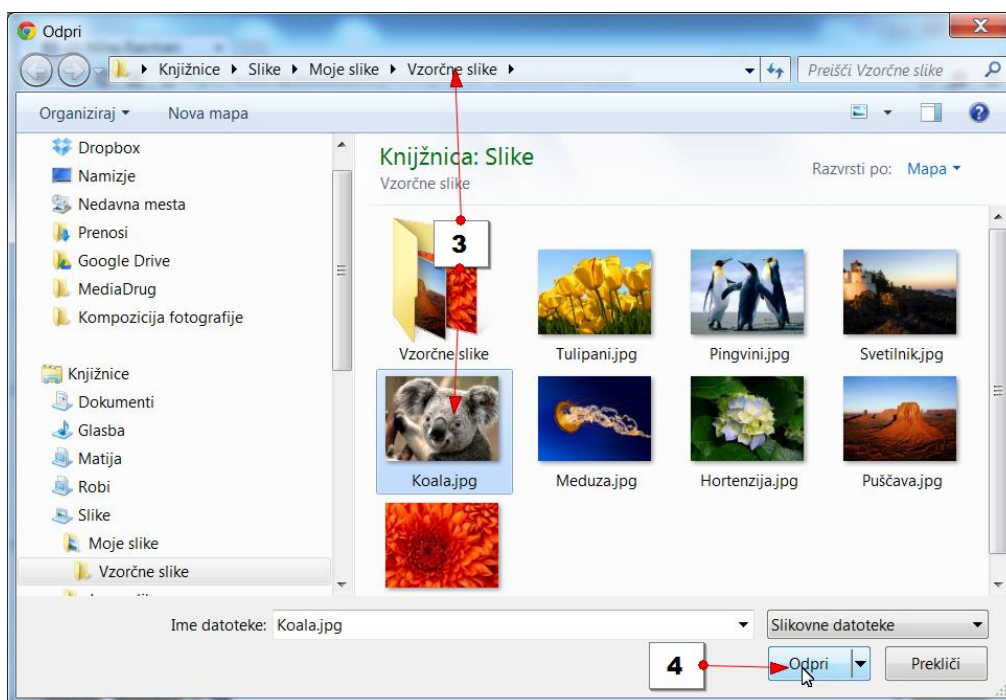 Odpri
Knjižnice Slike Moje slike Vzorčne slike
Preišči Vzorčne slike
Organiziraj
Nova mapa
Dropbox
Namizje
Nedavna mesta
Prenosi
Google Drive
MediaDrug
Kompozicija fotografije
Knjižnice
Dokumenti
Glasba
Matija
Robi
Slike
Moje slike
Vzorčne slike
Knjižnica: Slike
Vzorčne slike
Razvrsti po: Mapa
3
Vzorčne slike
Tulipani.jpg
Pingvini.jpg
Svetilnik.jpg
Koala.jpg
Meduza.jpg
Hortenzija.jpg
Puščava.jpg
Ime datoteke: Koala.jpg
Slikovne datoteke
4
Odpri
Prekliči